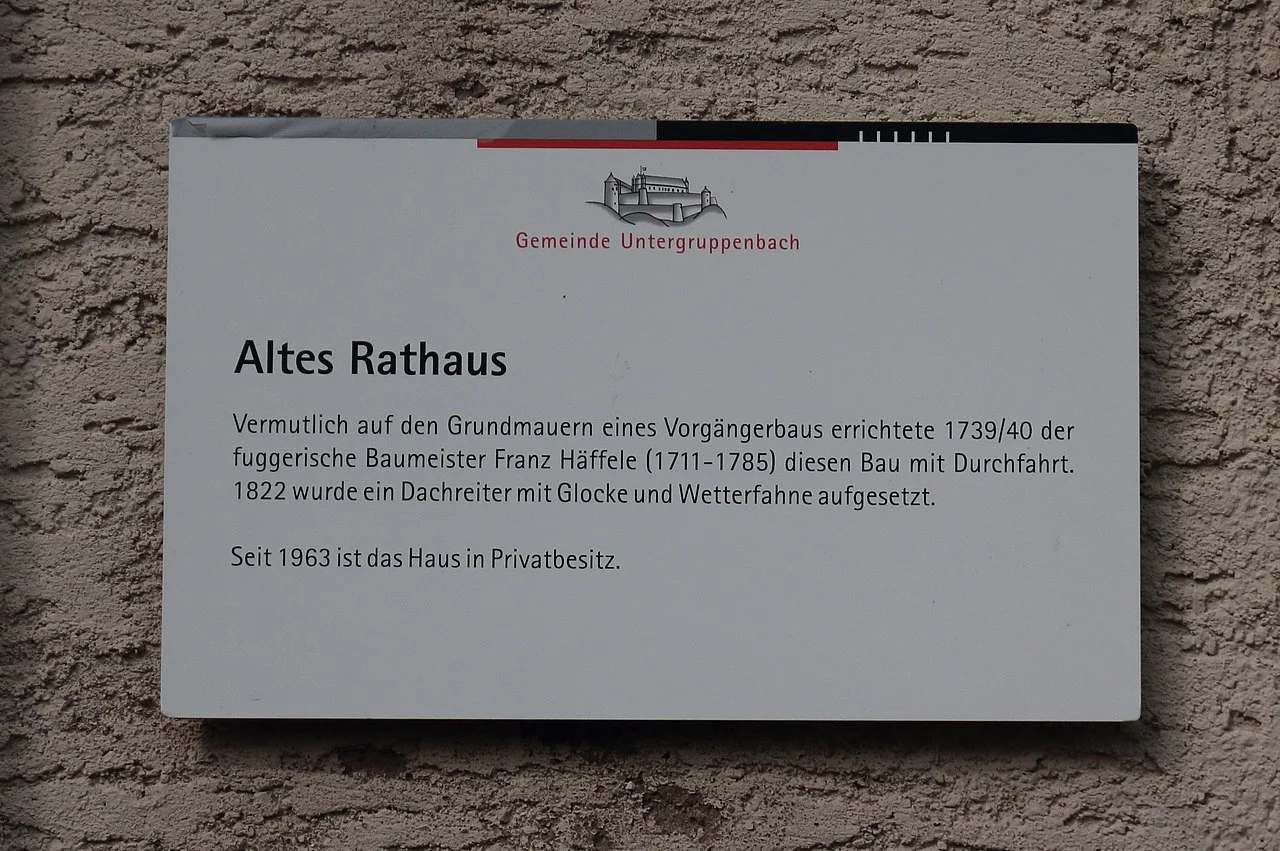 Gemeinde Untergruppenbach
Altes Rathaus
Vermutlich auf den Grundmauern eines Vorgängerbaus errichtete 1739/40 der
fuggerische Baumeister Franz Häffele (1711-1785) diesen Bau mit Durchfahrt.
1822 wurde ein Dachreiter mit Glocke und Wetterfahne aufgesetzt.
Seit 1963 ist das Haus in Privatbesitz.